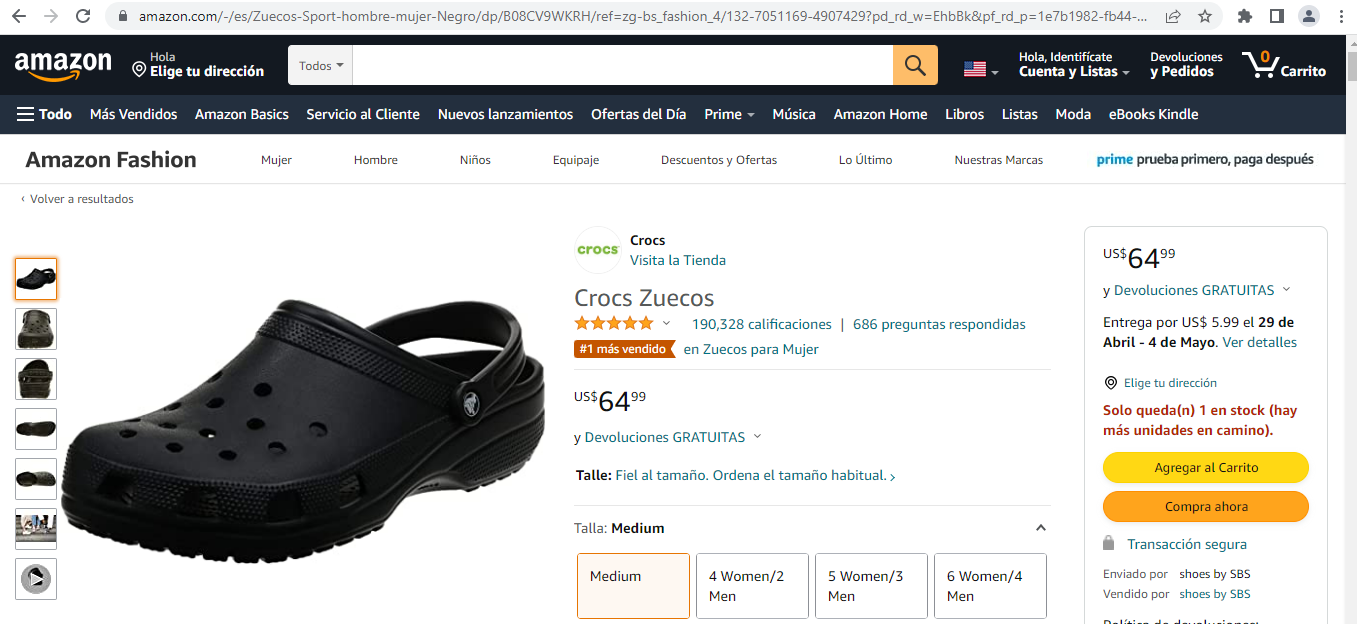 amazon.com/-/es/Zuecos-Sport-hombre-mujer-Negro/dp/B08CV9WKRH/ref=zg-bs_fashion_4/132-7051169-4907429?pd_rd_w=EhbBk&pf_rd_p=1e7b1982-fb44-...
amazon
Hola
Elige tu dirección
Todos
Hola, Identifícate
Cuenta y Listas
Devoluciones
y Pedidos
0
Carrito
Todo
Más Vendidos
Amazon Basics
Servicio al Cliente
Nuevos lanzamientos
Ofertas del Día
Prime
Música
Amazon Home
Libros
Listas
Moda
eBooks Kindle
Amazon Fashion
Mujer
Hombre
Niños
Equipaje
Descuentos y Ofertas
Lo Último
Nuestras Marcas
prime prueba primero, paga después
‹ Volver a resultados
crocs
Crocs
Visita la Tienda
Crocs Zuecos
190,328 calificaciones | 686 preguntas respondidas
#1 más vendido en Zuecos para Mujer
US$64⁹⁹
y Devoluciones GRATUITAS
Talle: Fiel al tamaño. Ordena el tamaño habitual. ›
Talla: Medium
Medium
4 Women/2
Men
5 Women/3
Men
6 Women/4
Men
US$64⁹⁹
y Devoluciones GRATUITAS
Entrega por US$ 5.99 el 29 de
Abril - 4 de Mayo. Ver detalles
Elige tu dirección
Solo queda(n) 1 en stock (hay
más unidades en camino).
Agregar al Carrito
Compra ahora
Transacción segura
Enviado por shoes by SBS
Vendido por shoes by SBS
Política de devoluciones: